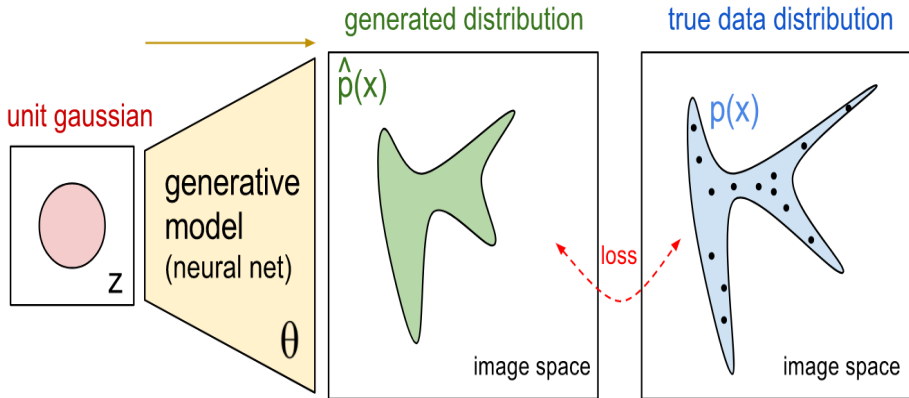 generated distribution
true data distribution
p̂(x)
p(x)
unit gaussian
generative
model
(neural net)
z
θ
loss
image space
image space